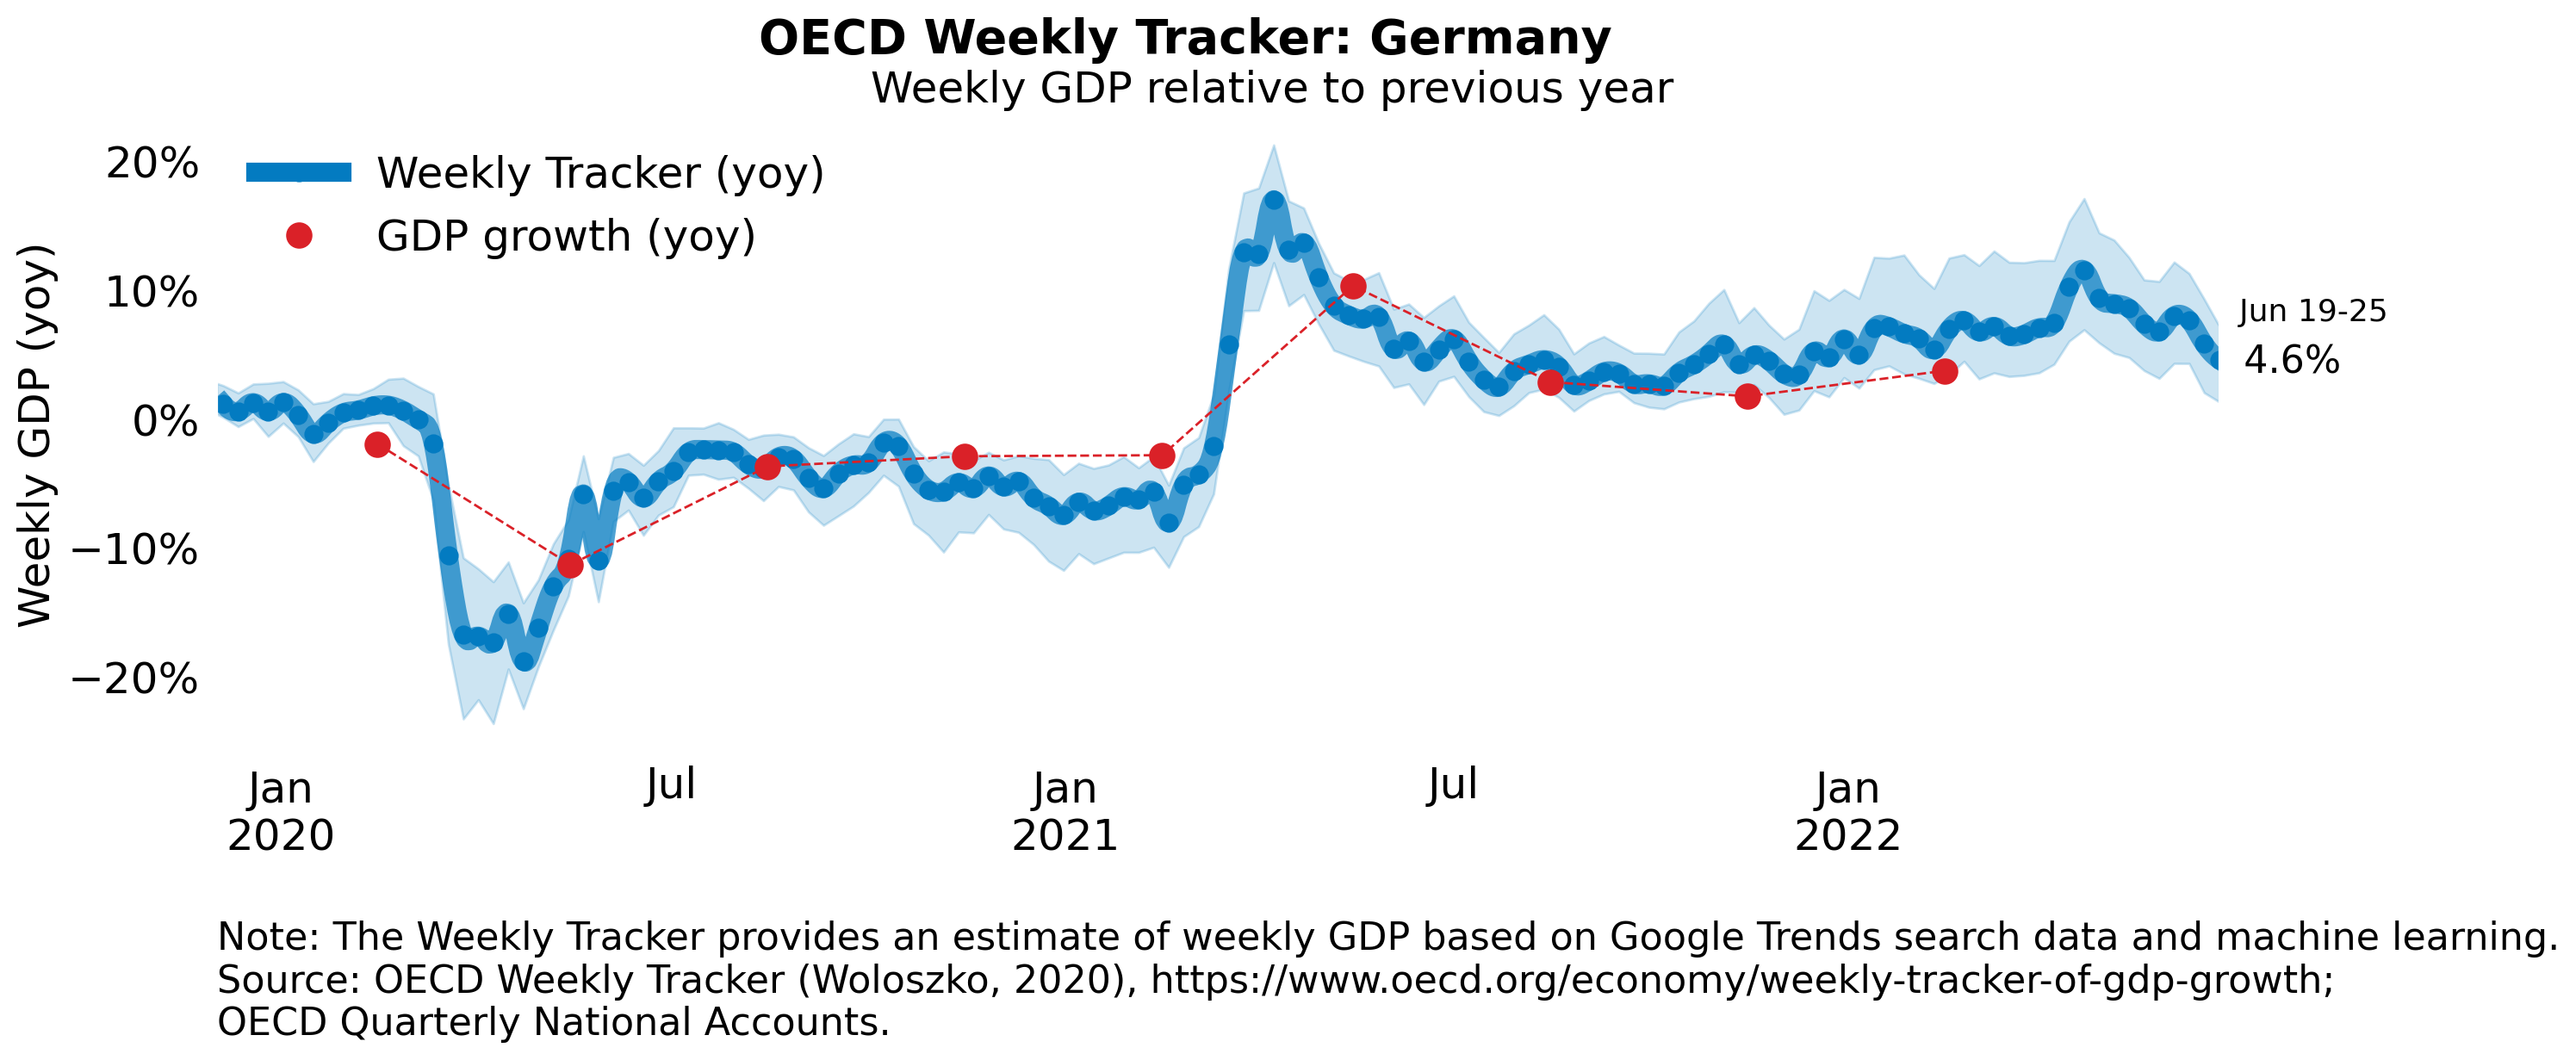 OECD Weekly Tracker: Germany
Weekly GDP relative to previous year
Weekly GDP (yoy)
20%
10%
0%
−10%
−20%
Weekly Tracker (yoy)
GDP growth (yoy)
Jun 19-25
4.6%
Jan
2020
Jul
Jan
2021
Jul
Jan
2022
Note: The Weekly Tracker provides an estimate of weekly GDP based on Google Trends search data and machine learning.
Source: OECD Weekly Tracker (Woloszko, 2020), https://www.oecd.org/economy/weekly-tracker-of-gdp-growth;
OECD Quarterly National Accounts.